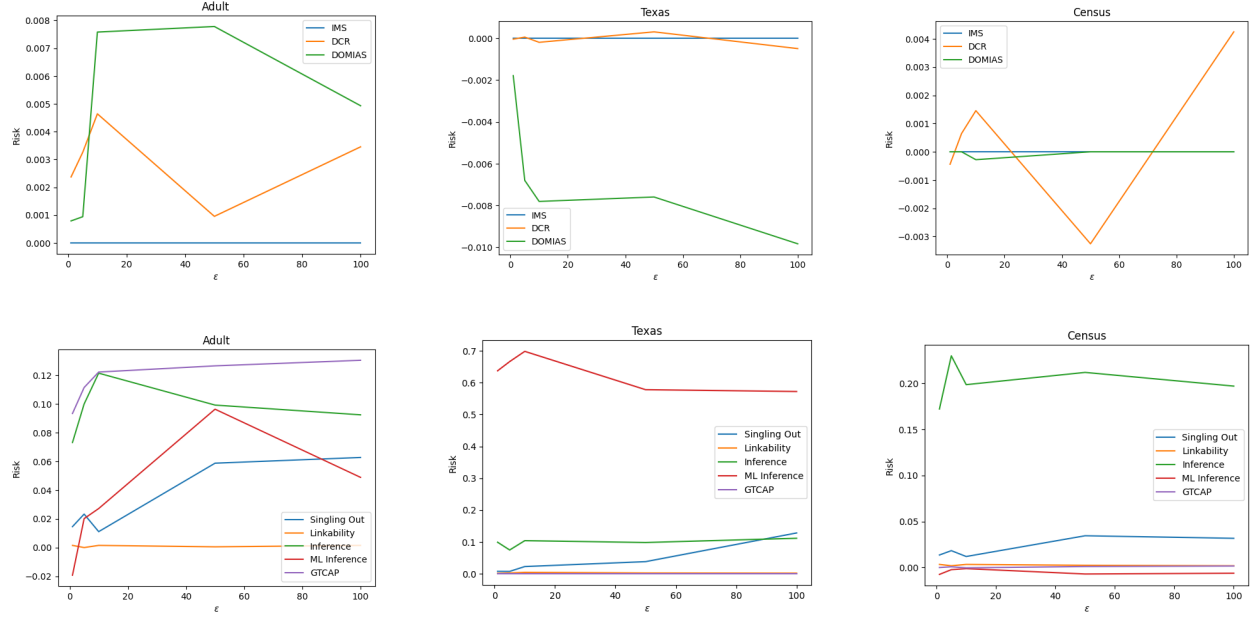 Adult
Risk
0.008
0.007
0.006
0.005
0.004
0.003
0.002
0.001
0.000
IMS
DCR
DOMIAS
0 20 40 60 80 100
ε
Texas
Risk
0.000
−0.002
−0.004
−0.006
−0.008
−0.010
IMS
DCR
DOMIAS
0 20 40 60 80 100
ε
Census
Risk
0.004
0.003
0.002
0.001
0.000
−0.001
−0.002
−0.003
IMS
DCR
DOMIAS
0 20 40 60 80 100
ε
Adult
Risk
0.12
0.10
0.08
0.06
0.04
0.02
0.00
−0.02
Singling Out
Linkability
Inference
ML Inference
GTCAP
0 20 40 60 80 100
ε
Texas
Risk
0.7
0.6
0.5
0.4
0.3
0.2
0.1
0.0
Singling Out
Linkability
Inference
ML Inference
GTCAP
0 20 40 60 80 100
ε
Census
Risk
0.20
0.15
0.10
0.05
0.00
Singling Out
Linkability
Inference
ML Inference
GTCAP
0 20 40 60 80 100
ε